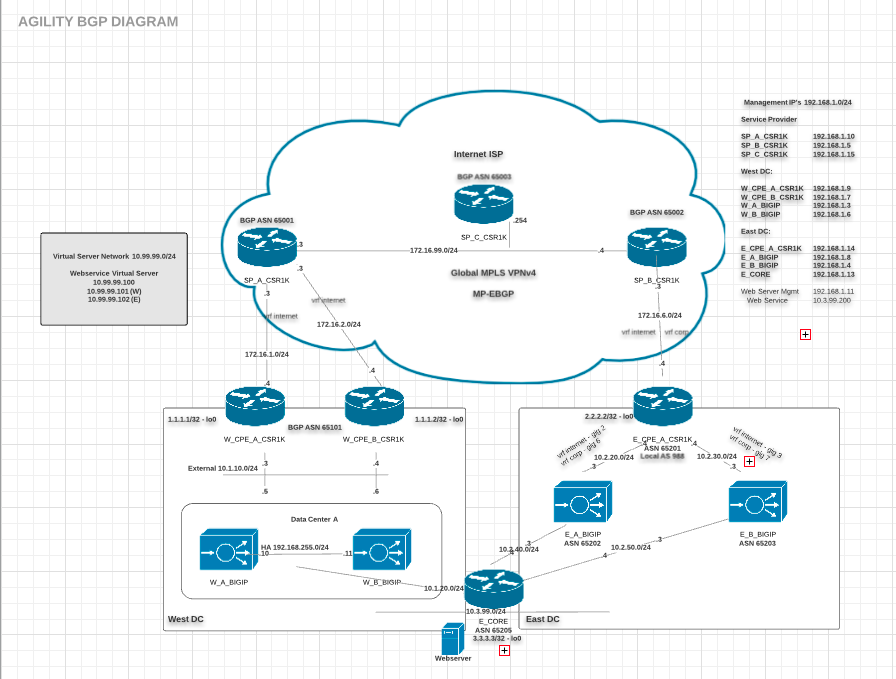 AGILITY BGP DIAGRAM
Management IP's 192.168.1.0/24
Service Provider
SP_A_CSR1K 192.168.1.10
SP_B_CSR1K 192.168.1.5
SP_C_CSR1K 192.168.1.15
West DC:
W_CPE_A_CSR1K 192.168.1.9
W_CPE_B_CSR1K 192.168.1.7
W_A_BIGIP 192.168.1.3
W_B_BIGIP 192.168.1.6
East DC:
E_CPE_A_CSR1K 192.168.1.14
E_A_BIGIP 192.168.1.8
E_B_BIGIP 192.168.1.4
E_CORE 192.168.1.13
Web Server Mgmt 192.168.1.11
Web Service 10.3.99.200
Virtual Server Network 10.99.99.0/24
Webservice Virtual Server
10.99.99.100
10.99.99.101 (W)
10.99.99.102 (E)
Internet ISP
BGP ASN 65003
.254
SP_C_CSR1K
BGP ASN 65001
.3
SP_A_CSR1K
.3
.3
172.16.99.0/24
.4
BGP ASN 65002
SP_B_CSR1K
.3
Global MPLS VPNv4
MP-EBGP
vrf internet
vrf internet
172.16.2.0/24
172.16.1.0/24
.4
.4
172.16.6.0/24
vrf internet
vrf corp
.4
1.1.1.1/32 - lo0
BGP ASN 65101
1.1.1.2/32 - lo0
W_CPE_A_CSR1K
W_CPE_B_CSR1K
External 10.1.10.0/24
.3
.4
.5
.6
Data Center A
HA 192.168.255.0/24
.10
.11
W_A_BIGIP
W_B_BIGIP
10.1.20.0/24
West DC
2.2.2.2/32 - lo0
E_CPE_A_CSR1K
ASN 65201
Local AS 988
vrf internet - gig 2
vrf corp - gig 6
vrf internet - gig 3
vrf corp - gig 7
.4
.4
10.2.20.0/24
10.2.30.0/24
.3
.3
E_A_BIGIP
ASN 65202
E_B_BIGIP
ASN 65203
.3
10.2.40.0/24
.4
.3
10.2.50.0/24
.4
10.3.99.0/24
E_CORE
ASN 65205
3.3.3.3/32 - lo0
East DC
Webserver